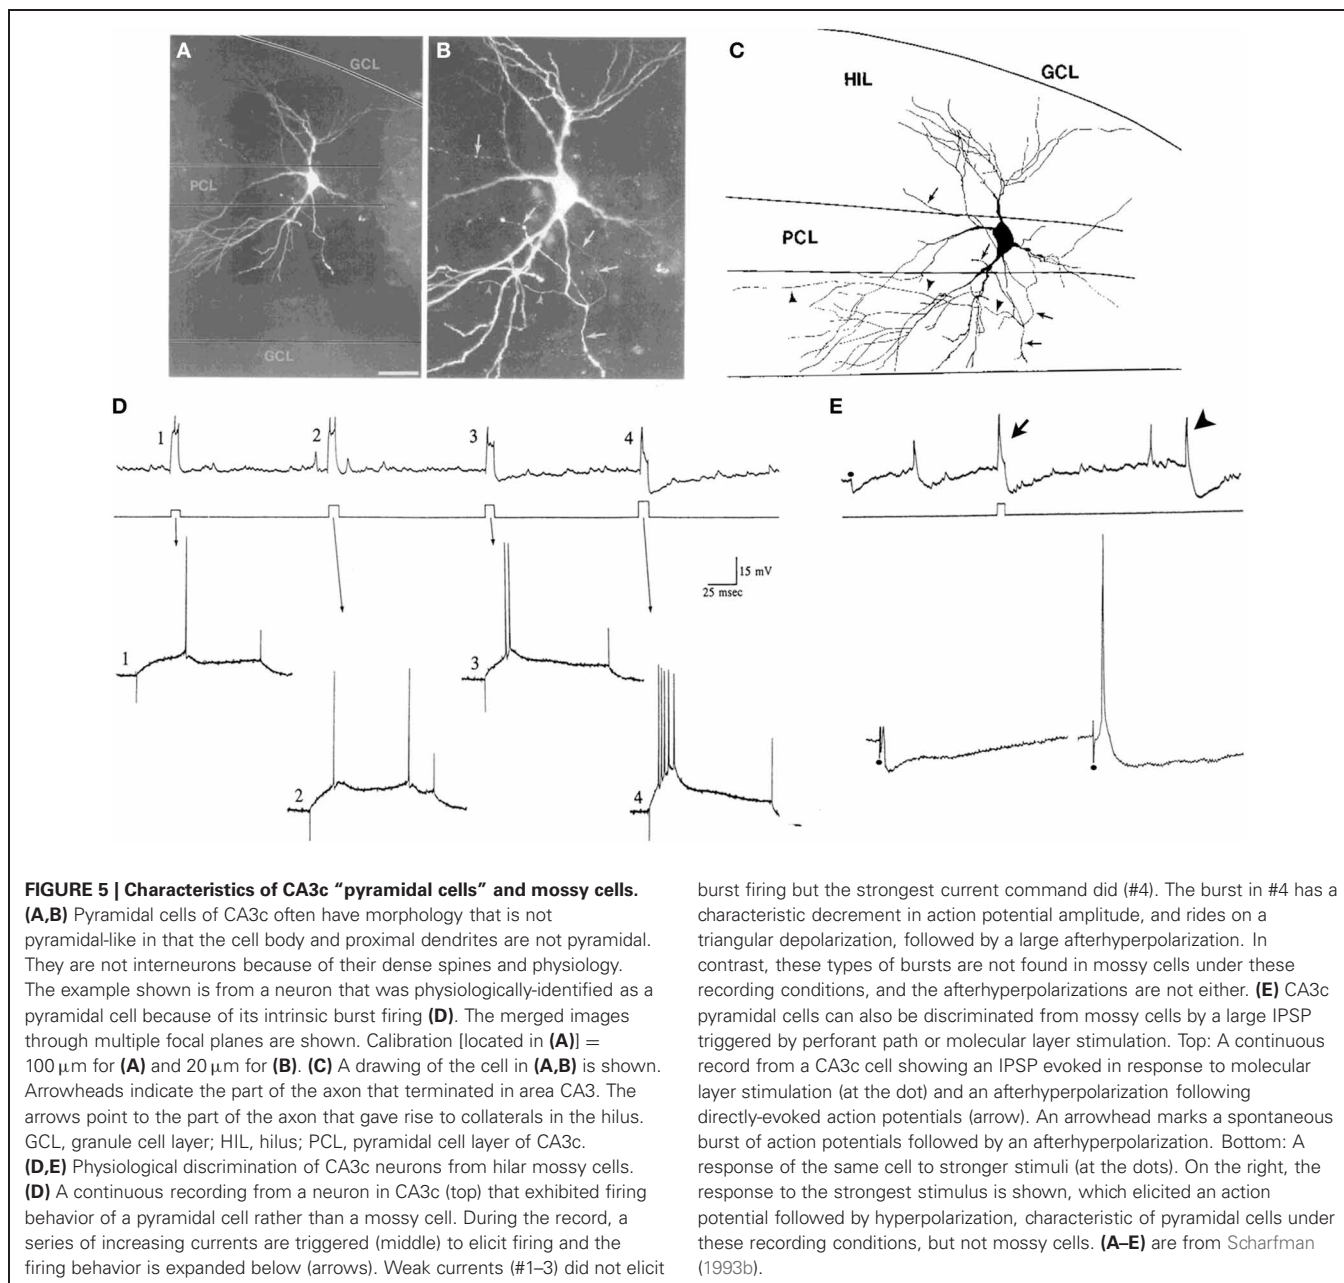 A
GCL
PCL
GCL
B
C
HIL
GCL
PCL
D
1
2
3
4
15 mV
25 msec
1
2
3
4
E
FIGURE 5 | Characteristics of CA3c “pyramidal cells” and mossy cells.
(A,B) Pyramidal cells of CA3c often have morphology that is not
pyramidal-like in that the cell body and proximal dendrites are not pyramidal.
They are not interneurons because of their dense spines and physiology.
The example shown is from a neuron that was physiologically-identified as a
pyramidal cell because of its intrinsic burst firing (D). The merged images
through multiple focal planes are shown. Calibration [located in (A)] =
100 μm for (A) and 20 μm for (B). (C) A drawing of the cell in (A,B) is shown.
Arrowheads indicate the part of the axon that terminated in area CA3. The
arrows point to the part of the axon that gave rise to collaterals in the hilus.
GCL, granule cell layer; HIL, hilus; PCL, pyramidal cell layer of CA3c.
(D,E) Physiological discrimination of CA3c neurons from hilar mossy cells.
(D) A continuous recording from a neuron in CA3c (top) that exhibited firing
behavior of a pyramidal cell rather than a mossy cell. During the record, a
series of increasing currents are triggered (middle) to elicit firing and the
firing behavior is expanded below (arrows). Weak currents (#1–3) did not elicit
burst firing but the strongest current command did (#4). The burst in #4 has a
characteristic decrement in action potential amplitude, and rides on a
triangular depolarization, followed by a large afterhyperpolarization. In
contrast, these types of bursts are not found in mossy cells under these
recording conditions, and the afterhyperpolarizations are not either. (E) CA3c
pyramidal cells can also be discriminated from mossy cells by a large IPSP
triggered by perforant path or molecular layer stimulation. Top: A continuous
record from a CA3c cell showing an IPSP evoked in response to molecular
layer stimulation (at the dot) and an afterhyperpolarization following
directly-evoked action potentials (arrow). An arrowhead marks a spontaneous
burst of action potentials followed by an afterhyperpolarization. Bottom: A
response of the same cell to stronger stimuli (at the dots). On the right, the
response to the strongest stimulus is shown, which elicited an action
potential followed by hyperpolarization, characteristic of pyramidal cells under
these recording conditions, but not mossy cells. (A–E) are from Scharfman
(1993b).